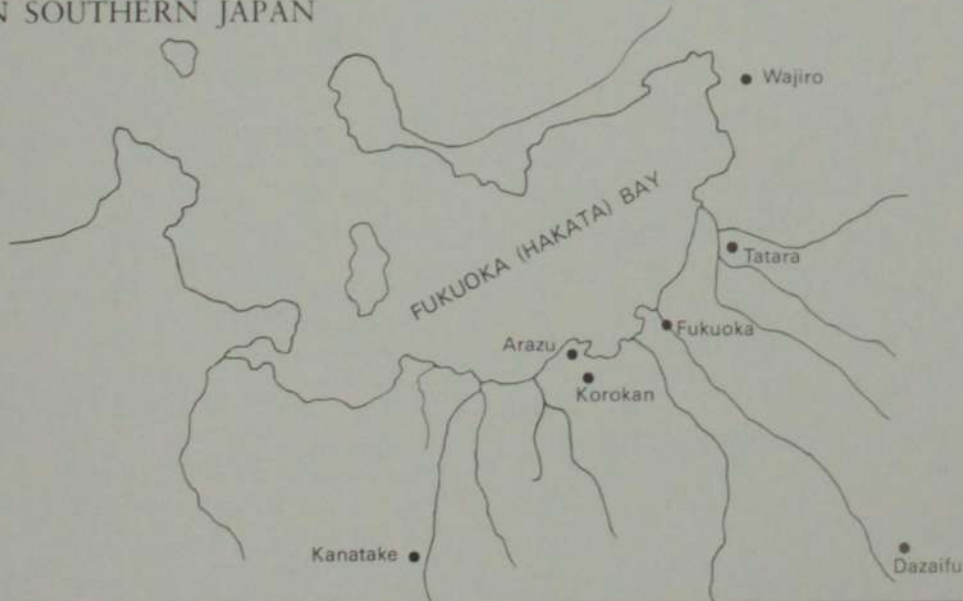 SOUTHERN JAPAN
Wajiro
FUKUOKA (HAKATA) BAY
Tatara
Fukuoka
Arazu
Korokan
Kanatake
Dazaifu